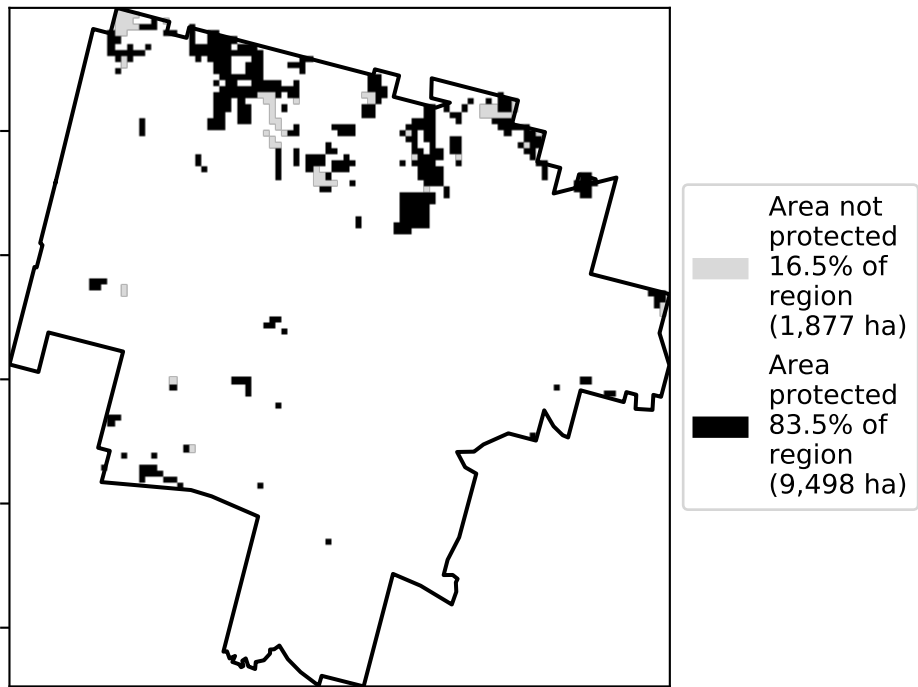 Area not
protected
16.5% of
region
(1,877 ha)
Area
protected
83.5% of
region
(9,498 ha)